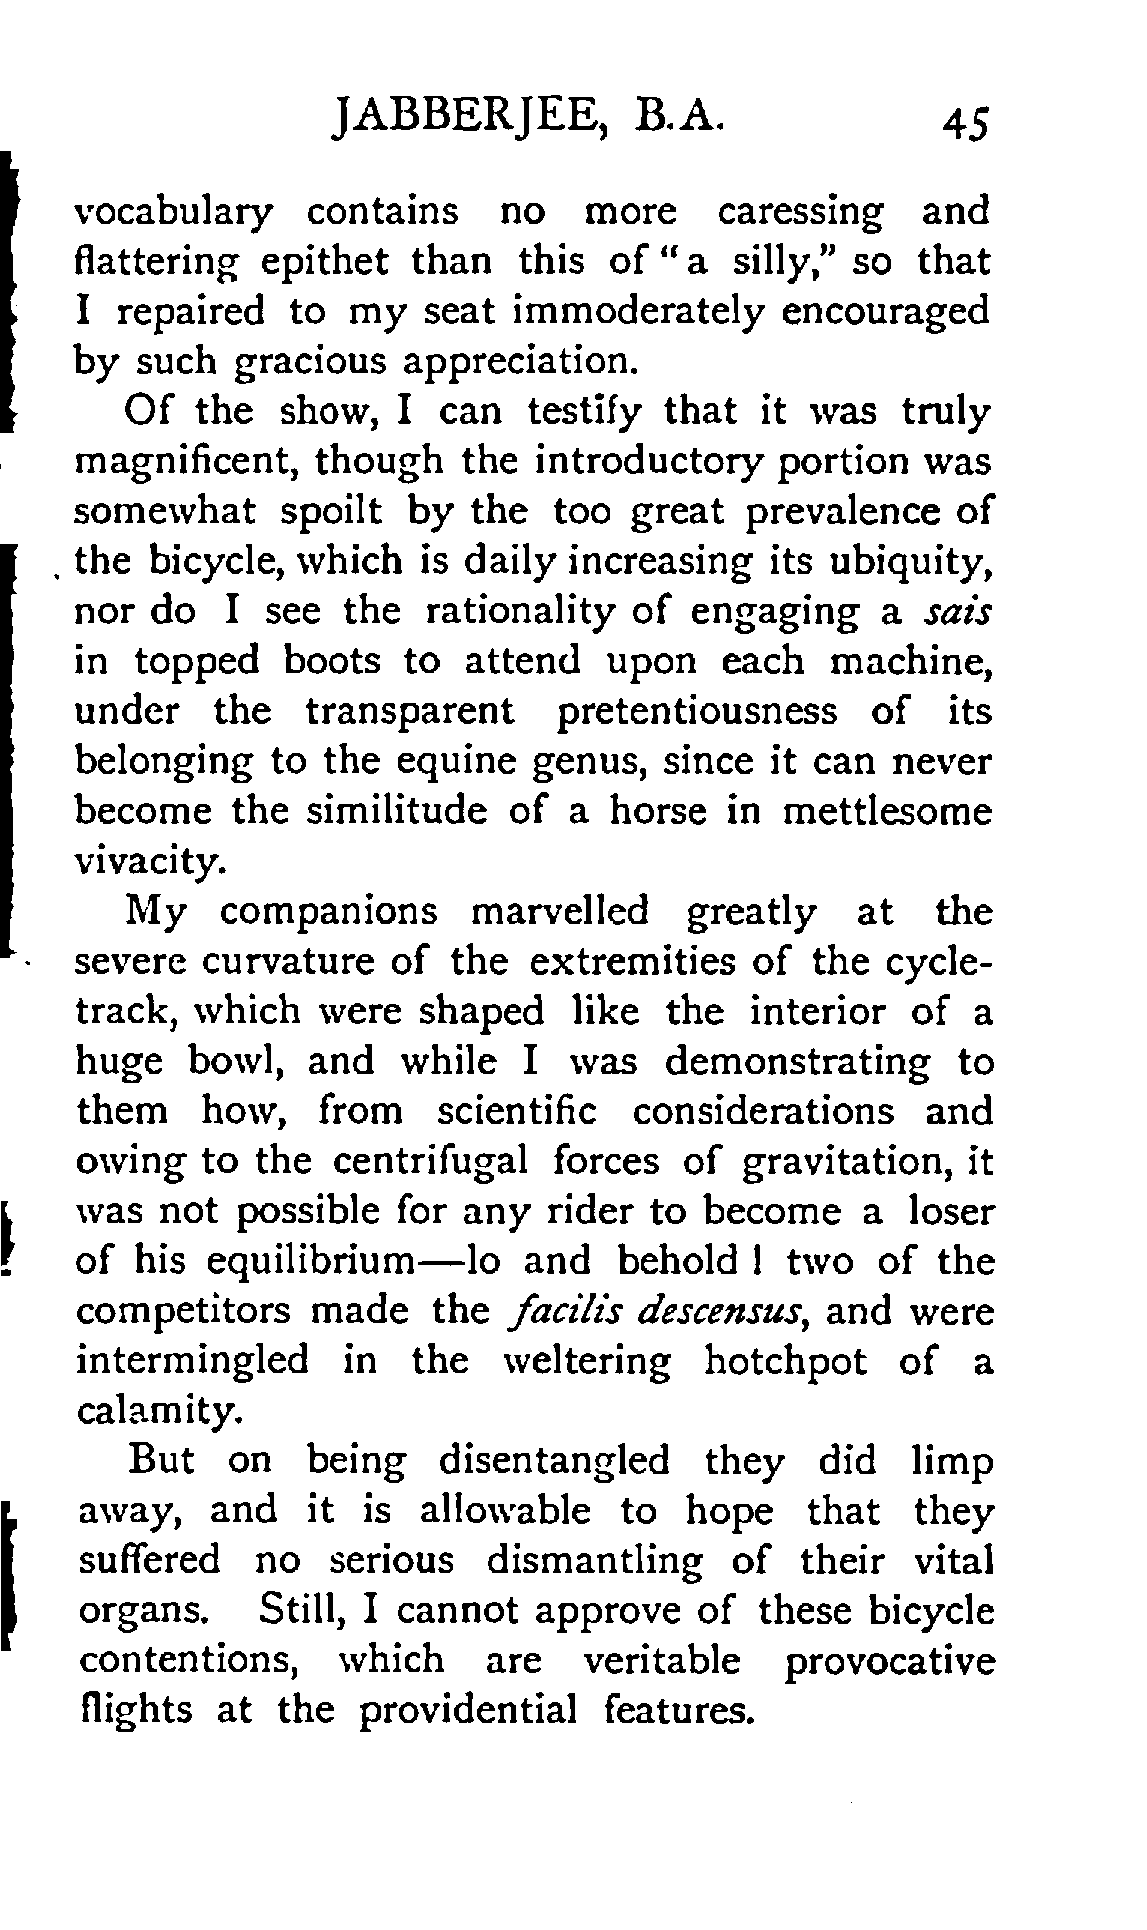 JABBERJEE, B.A. 45
vocabulary contains no more caressing and
flattering epithet than this of "a silly," so that
I repaired to my seat immoderately encouraged
by such gracious appreciation.
Of the show, I can testify that it was truly
magnificent, though the introductory portion was
somewhat spoilt by the too great prevalence of
the bicycle, which is daily increasing its ubiquity,
nor do I see the rationality of engaging a sais
in topped boots to attend upon each machine,
under the transparent pretentiousness of its
belonging to the equine genus, since it can never
become the similitude of a horse in mettlesome
vivacity.
My companions marvelled greatly at the
severe curvature of the extremities of the cycle-
track, which were shaped like the interior of a
huge bowl, and while I was demonstrating to
them how, from scientific considerations and
owing to the centrifugal forces of gravitation, it
was not possible for any rider to become a loser
of his equilibrium—lo and behold! two of the
competitors made the facilis descensus, and were
intermingled in the weltering hotchpot of a
calamity.
But on being disentangled they did limp
away, and it is allowable to hope that they
suffered no serious dismantling of their vital
organs. Still, I cannot approve of these bicycle
contentions, which are veritable provocative
flights at the providential features.